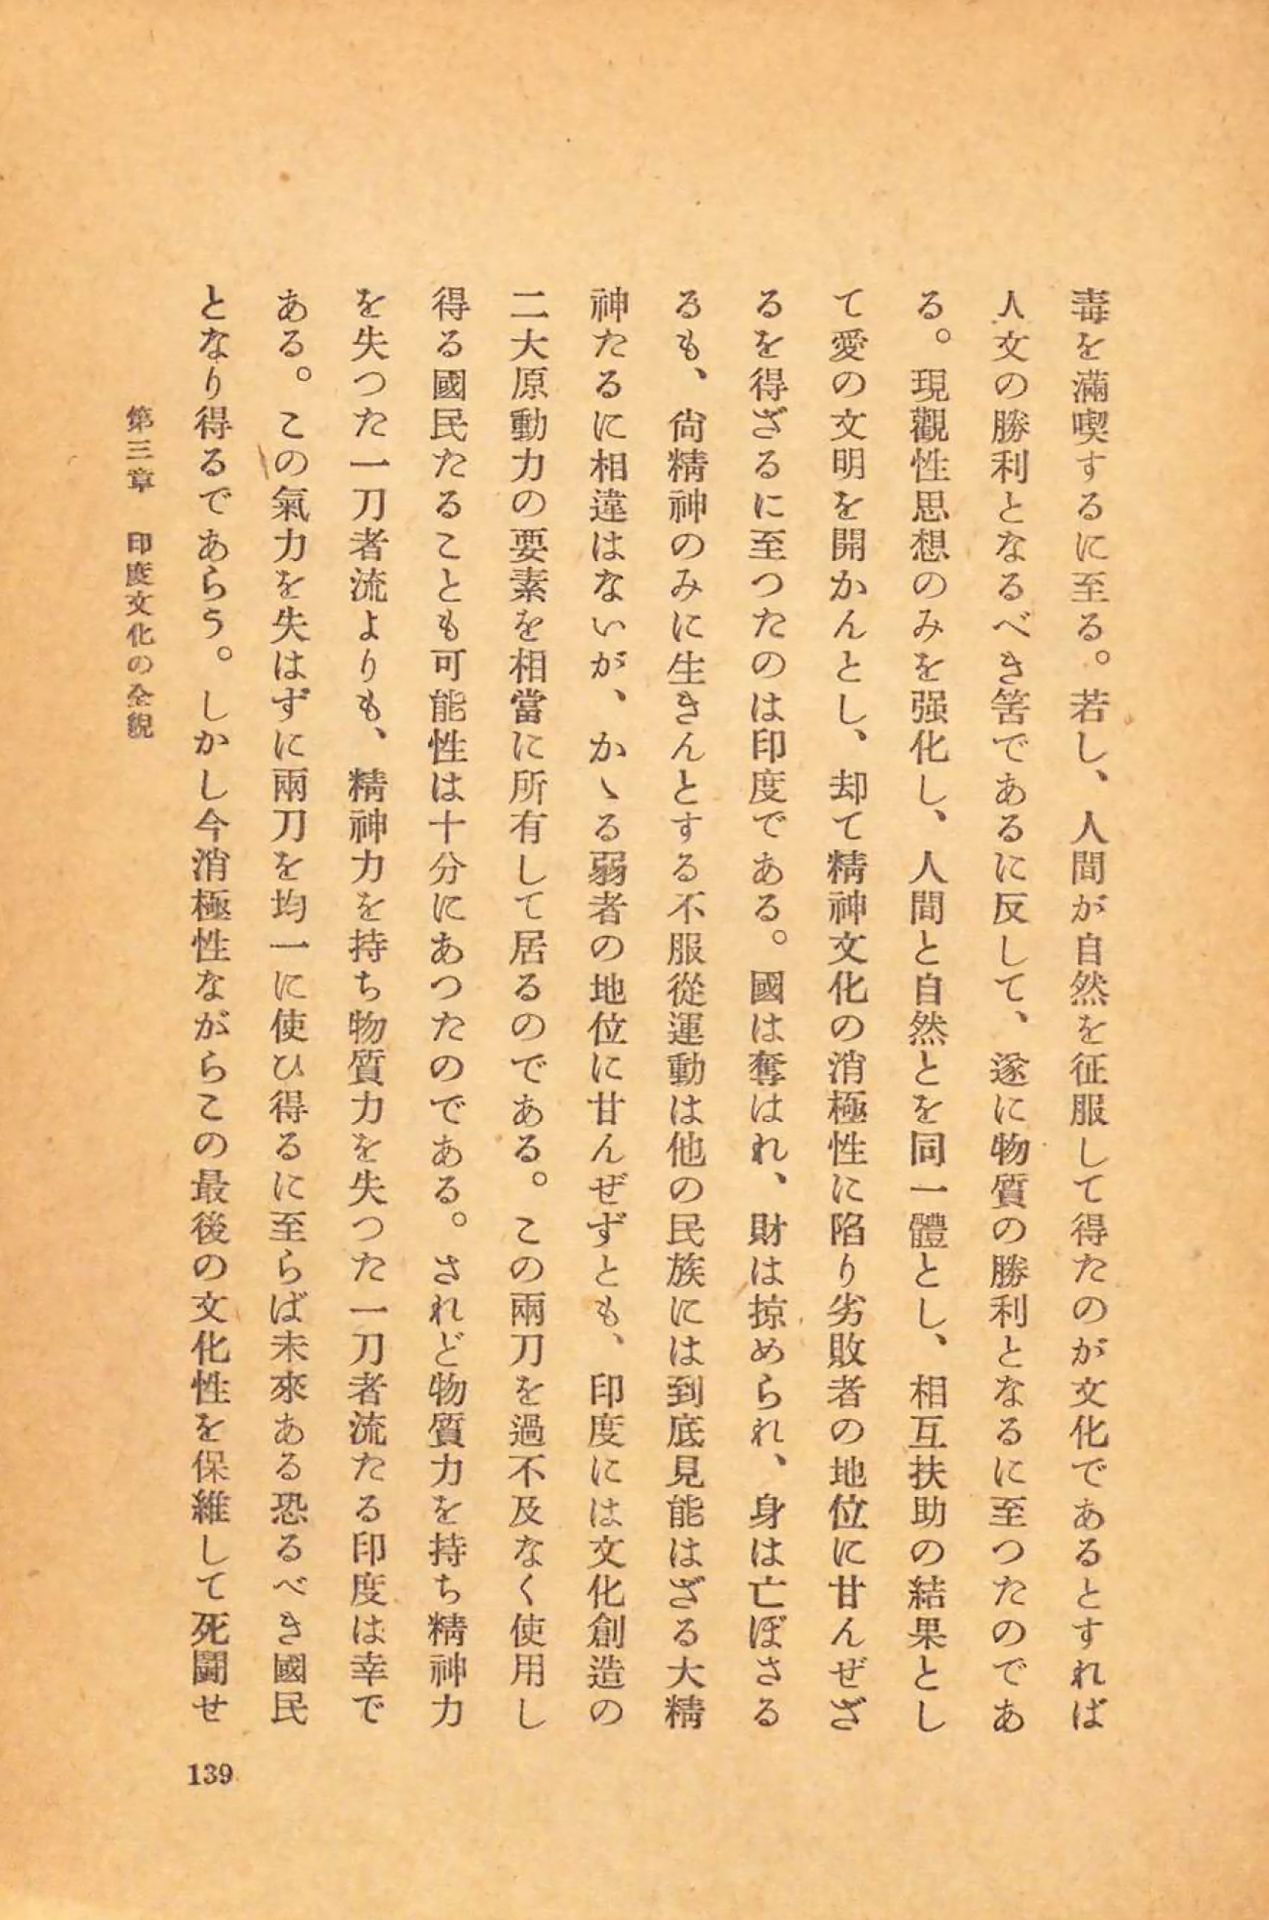 毒を滿喫するに至る。若し、人間が自然を征服して得たのが文化であるとすれば
人文の勝利となるべき筈であるに反して、遂に物質の勝利となるに至つたのであ
る。現觀性思想のみを强化し、人間と自然とを同一體とし、相互扶助の結果とし
て愛の文明を開かんとし、却て精神文化の消極性に陷り劣敗者の地位に甘んぜざ
るを得ざるに至つたのは印度である。國は奪はれ、財は掠められ、身は亡ぼさる
るも、尙精神のみに生きんとする不服從運動は他の民族には到底見能はざる大精
神たるに相違はないが、かゝる弱者の地位に甘んぜずとも、印度には文化創造の
二大原動力の要素を相當に所有して居るのである。この兩刀を過不及なく使用し
得る國民たることも可能性は十分にあつたのである。されど物質力を持ち精神力
を失つた一刀者流よりも、精神力を持ち物質力を失つた一刀者流たる印度は幸で
ある。この氣力を失はずに兩刀を均一に使ひ得るに至らば未來ある恐るべき國民
となり得るであらう。しかし今消極性ながらこの最後の文化性を保維して死鬪せ
第三章　印度文化の全貌
139